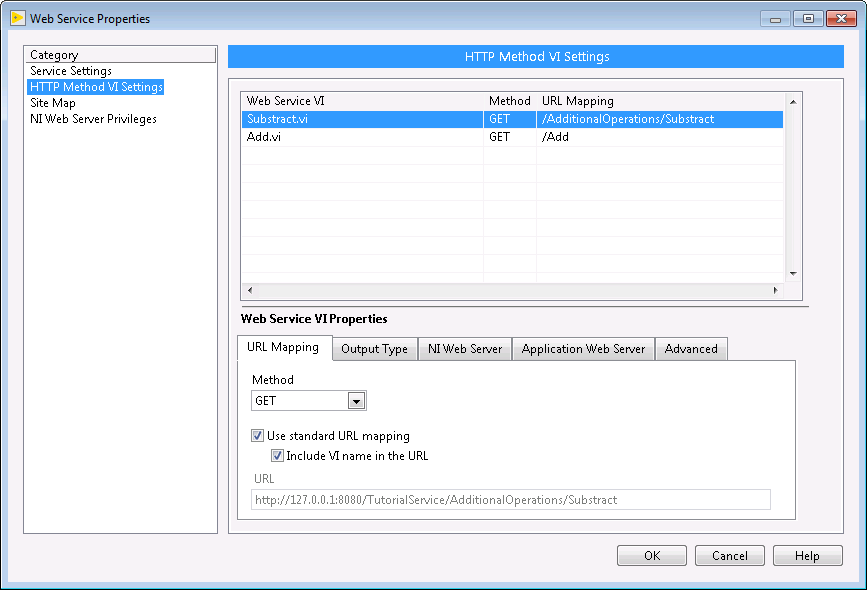 Web Service Properties
Category
Service Settings
HTTP Method VI Settings
Site Map
NI Web Server Privileges
HTTP Method VI Settings
Web Service VI Method URL Mapping
Substract.vi GET /AdditionalOperations/Substract
Add.vi GET /Add
Web Service VI Properties
URL Mapping Output Type NI Web Server Application Web Server Advanced
Method
GET
Use standard URL mapping
Include VI name in the URL
URL
http://127.0.0.1:8080/TutorialService/AdditionalOperations/Substract
OK Cancel Help